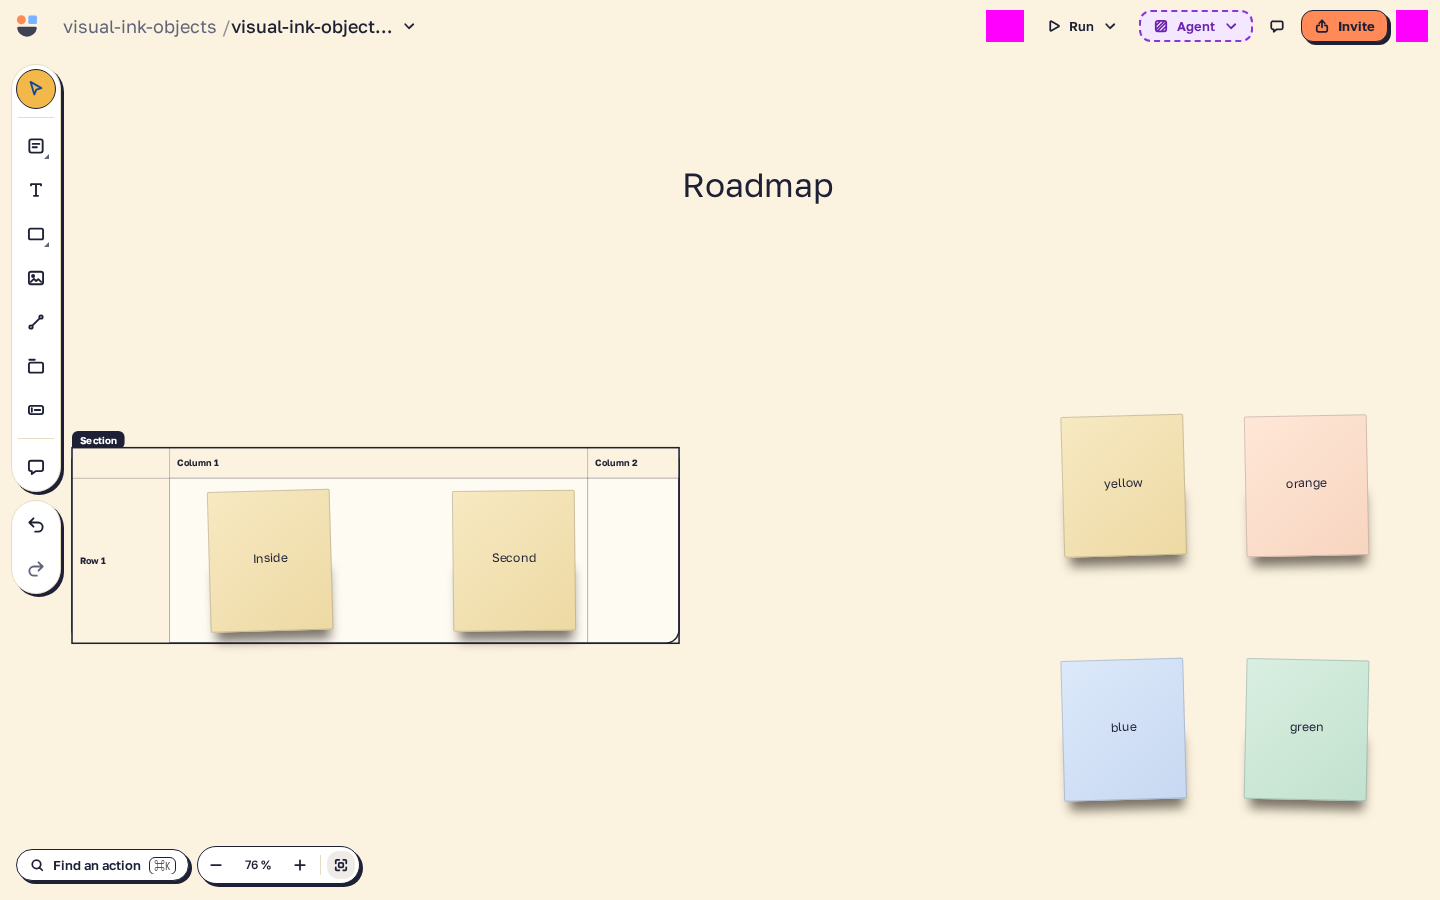 visual-ink-objects / visual-ink-object...
Run
Agent
Invite
Roadmap
Section
Column 1
Column 2
Row 1
Inside
Second
yellow
orange
blue
green
Find an action ⌘K
76 %